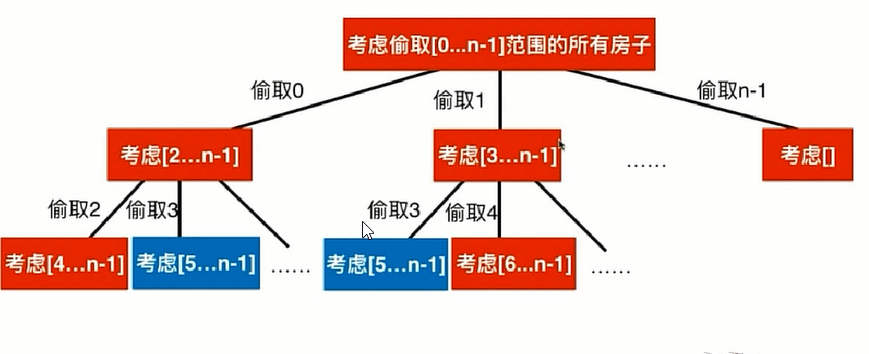 考虑偷取[0...n-1]范围的所有房子
偷取0
偷取1
偷取n-1
考虑[2...n-1]
考虑[3...n-1]
......
考虑[]
偷取2
偷取3
偷取3
偷取4
考虑[4...n-1]
考虑[5...n-1]
......
考虑[5...n-1]
考虑[6...n-1]
......